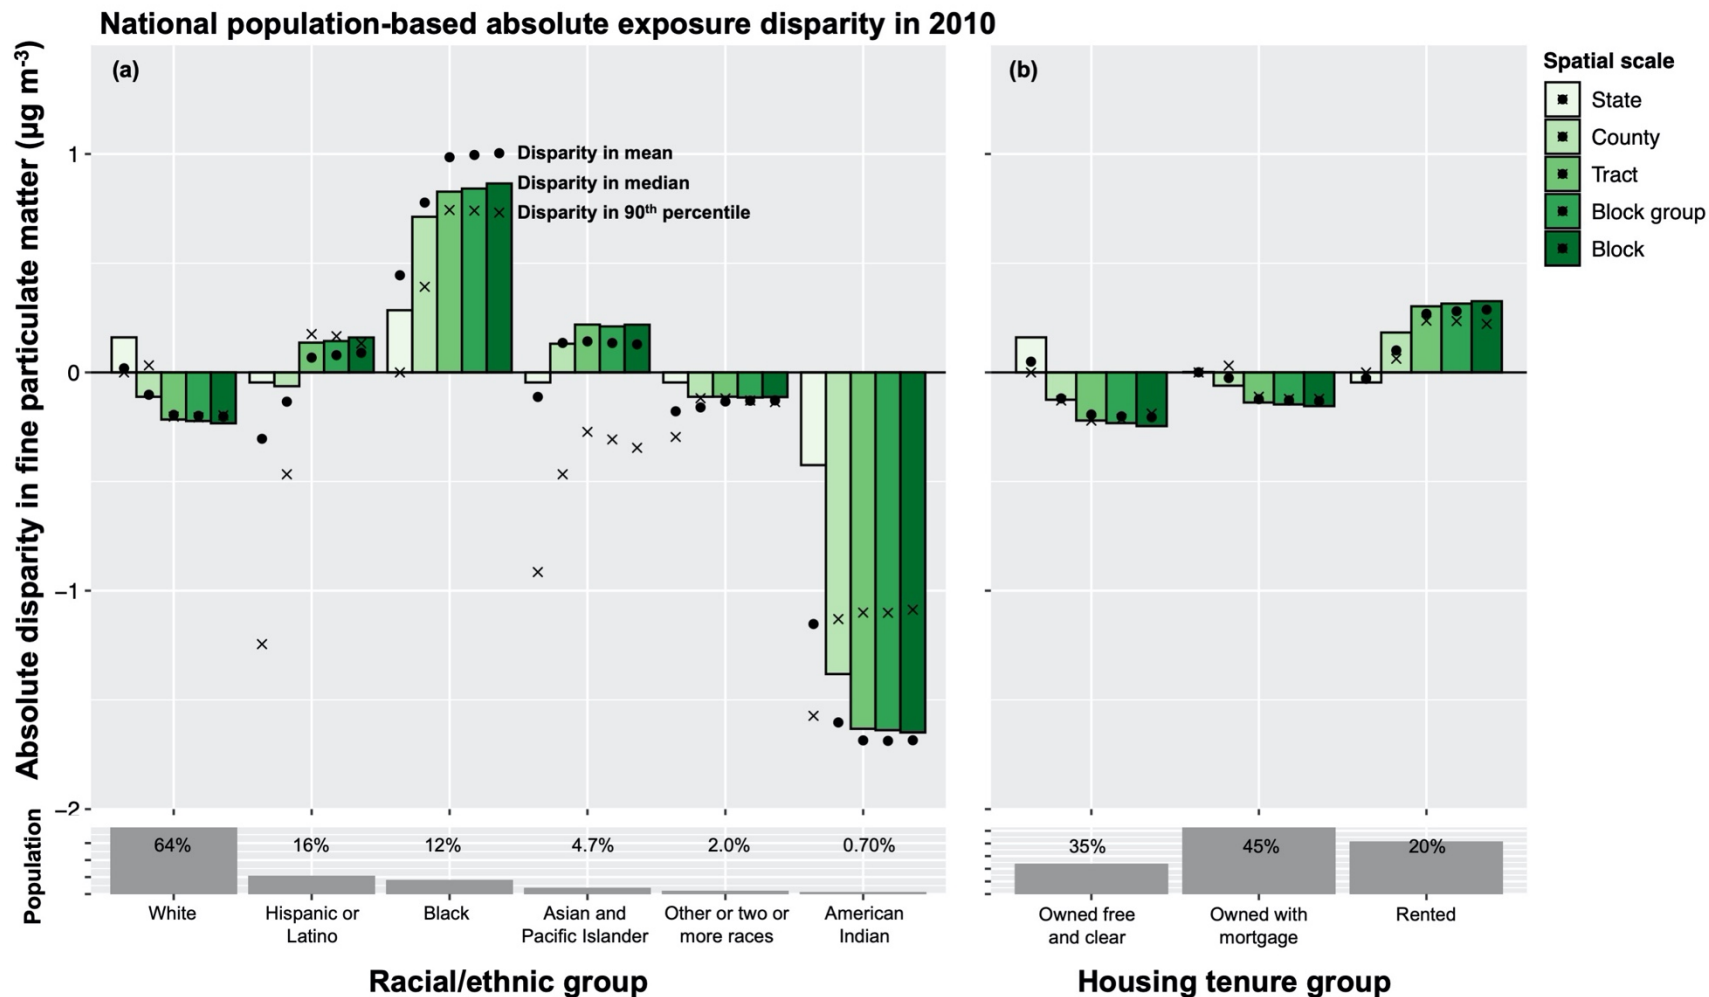 National population-based absolute exposure disparity in 2010
Absolute disparity in fine particulate matter (µg m⁻³)
(a)
1
0
−1
−2
Disparity in mean
Disparity in median
Disparity in 90th percentile
(b)
Spatial scale
State
County
Tract
Block group
Block
Population
64%
16%
12%
4.7%
2.0%
0.70%
35%
45%
20%
White
Hispanic or
Latino
Black
Asian and
Pacific Islander
Other or two or
more races
American
Indian
Owned free
and clear
Owned with
mortgage
Rented
Racial/ethnic group
Housing tenure group